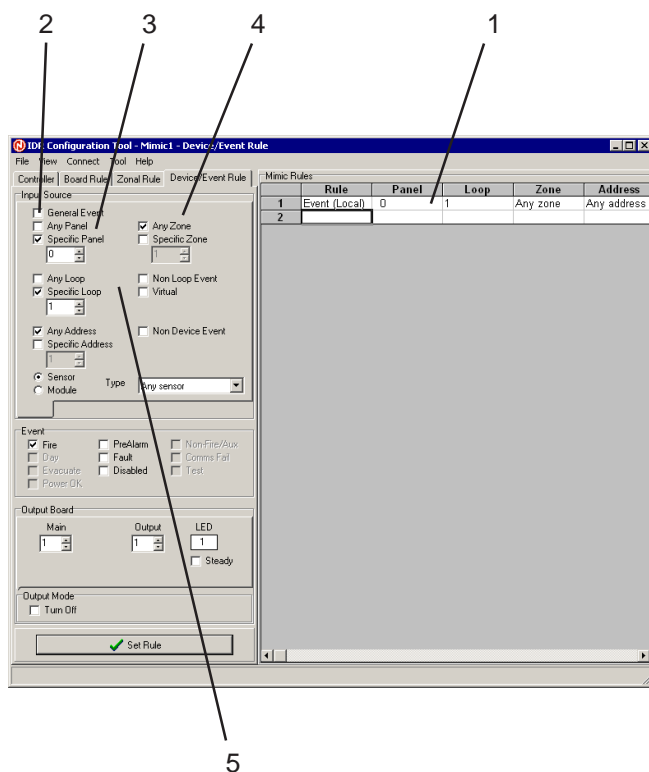 2 3 4 1
IDR Configuration Tool - Mimic1 - Device/Event Rule
File View Connect Tool Help
Controller Board Rule Zonal Rule Device/Event Rule
Input Source
General Event
Any Panel Any Zone
Specific Panel Specific Zone
0 1
Any Loop Non Loop Event
Specific Loop Virtual
1
Any Address Non Device Event
Specific Address
1
Sensor
Module Type Any sensor
Event
Fire PreAlarm Non-Fire/Aux
Day Fault Comms Fail
Evacuate Disabled Test
Power OK
Output Board
Main Output LED
1 1 1
Steady
Output Mode
Turn Off
Set Rule
Mimic Rules
Rule Panel Loop Zone Address
1 Event (Local) 0 1 Any zone Any address
2
5